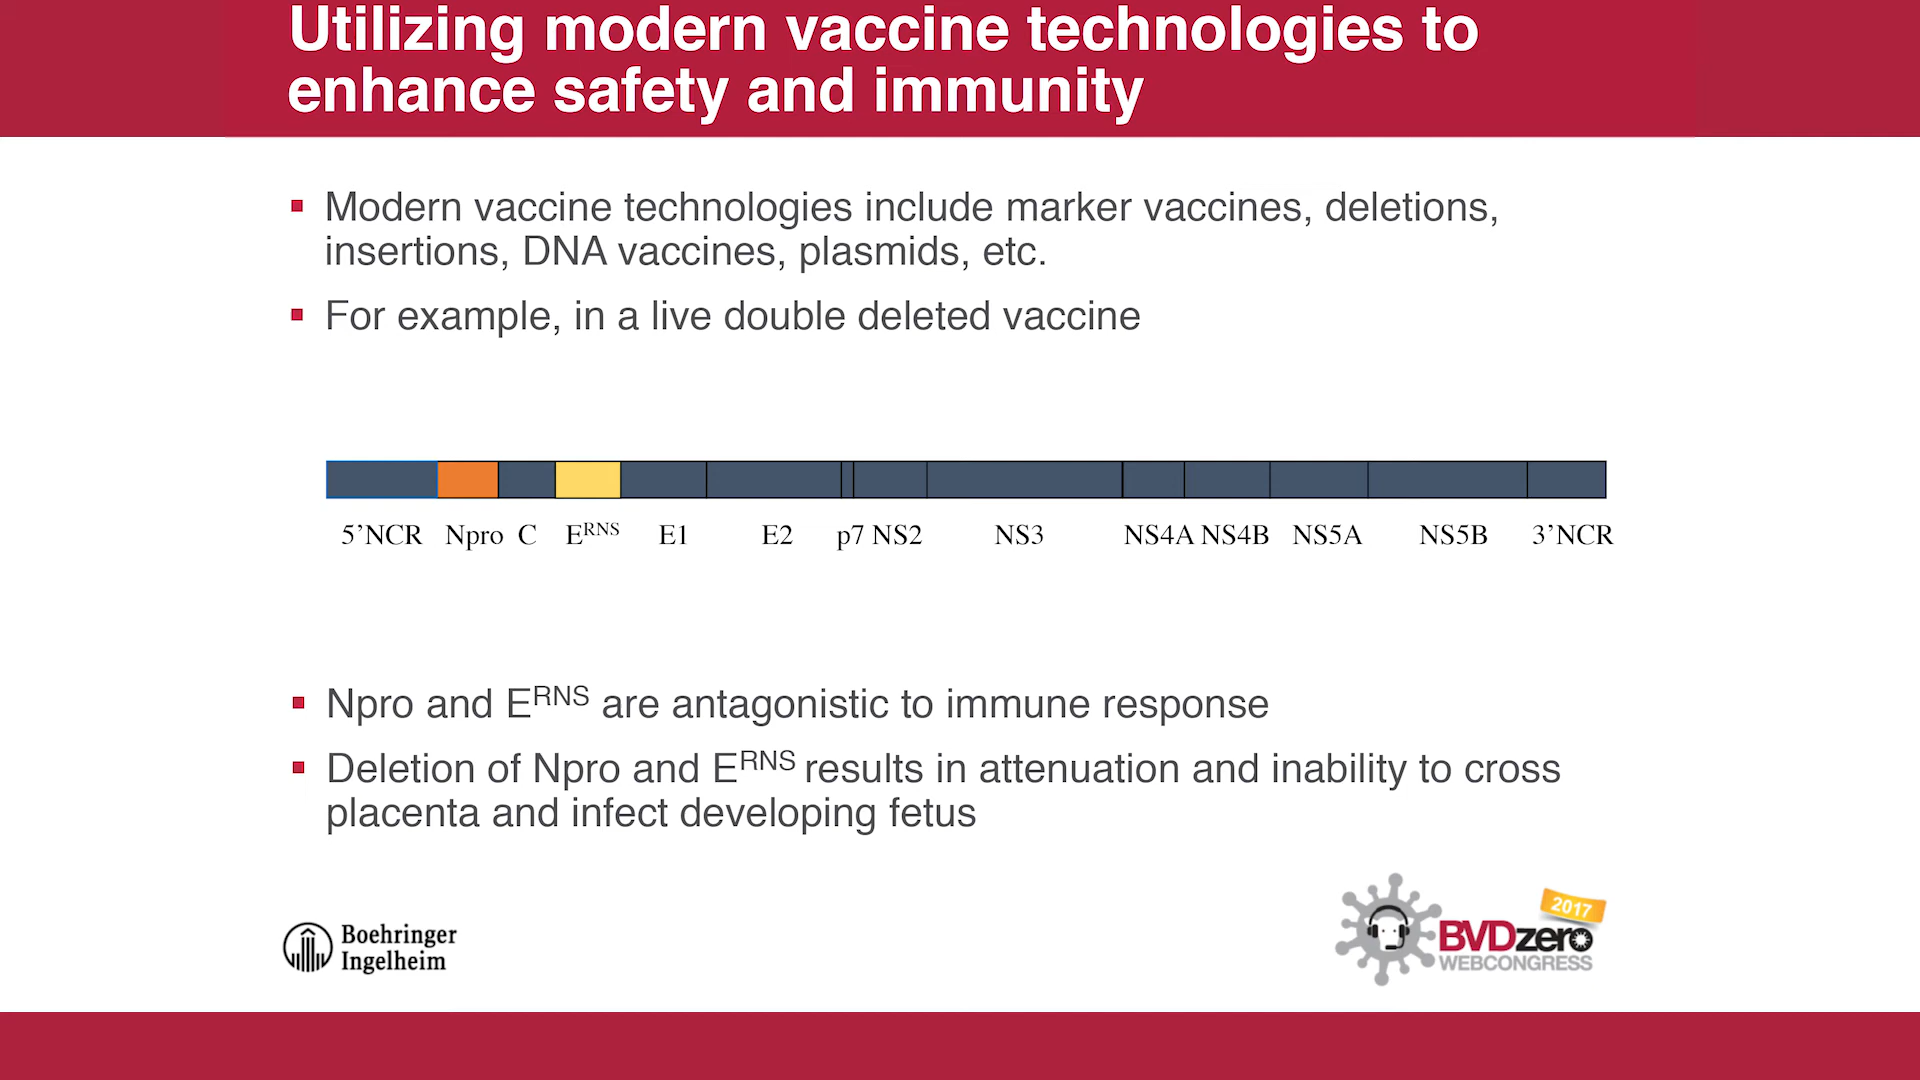 Utilizing modern vaccine technologies to
enhance safety and immunity
Modern vaccine technologies include marker vaccines, deletions,
insertions, DNA vaccines, plasmids, etc.
For example, in a live double deleted vaccine
5’NCR Npro C ERNS E1 E2 p7 NS2 NS3 NS4A NS4B NS5A NS5B 3’NCR
Npro and ERNS are antagonistic to immune response
Deletion of Npro and ERNS results in attenuation and inability to cross
placenta and infect developing fetus
Boehringer
Ingelheim
2017
BVDzero
WEBCONGRESS